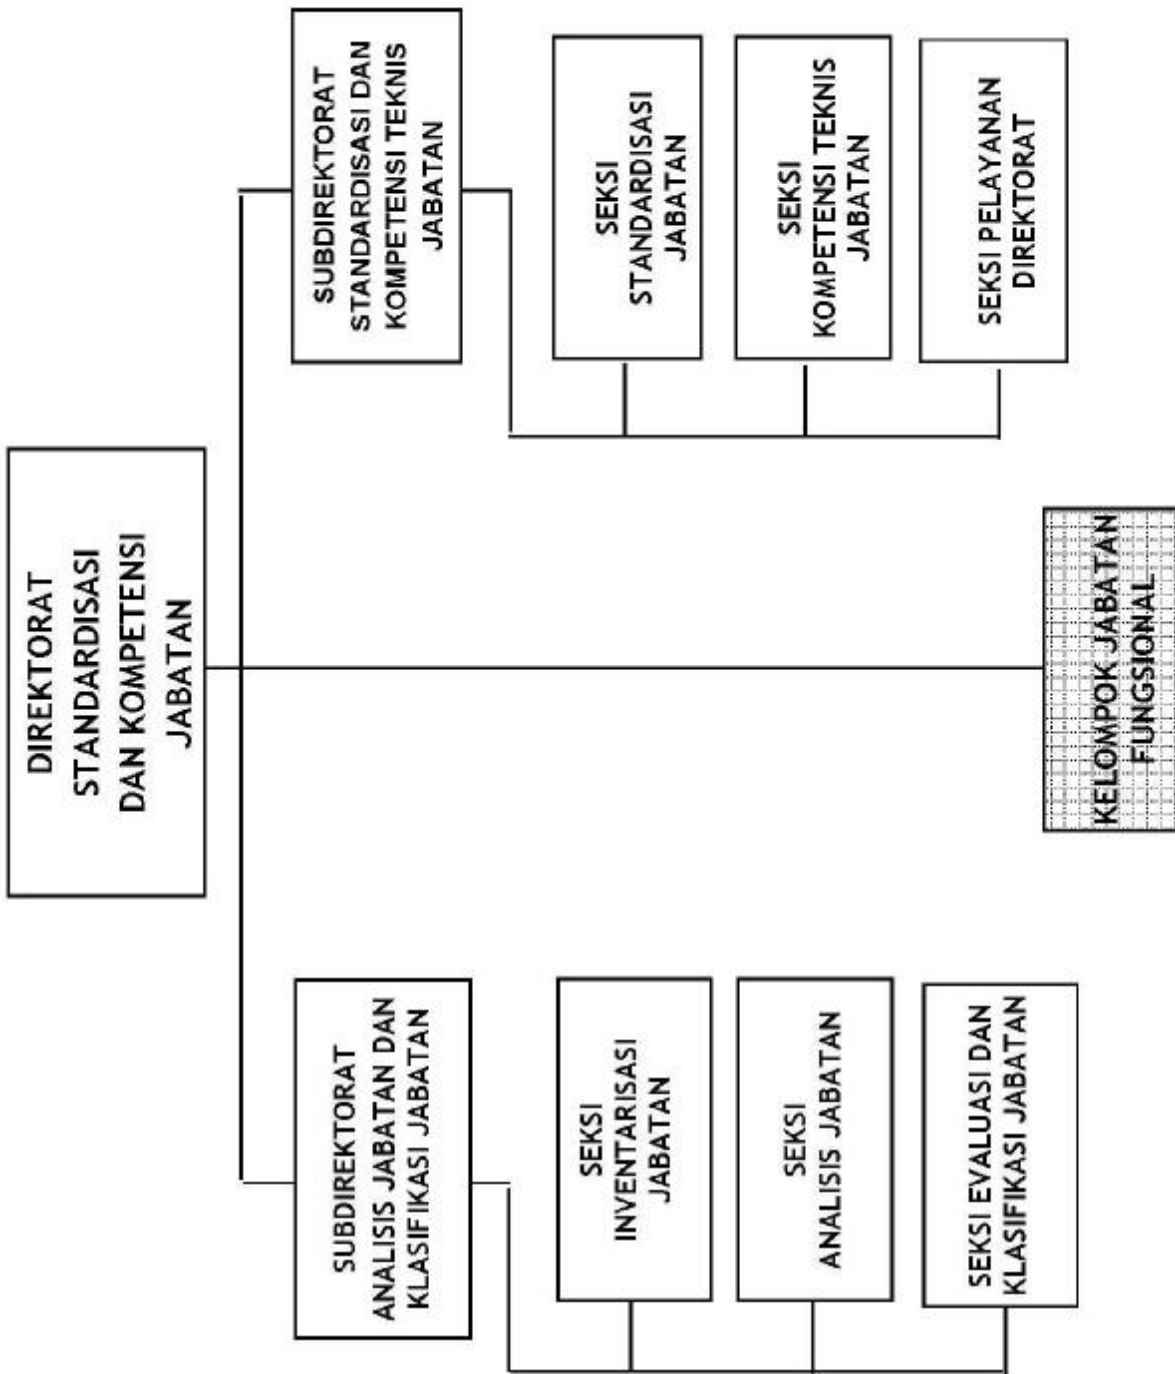 DIREKTORAT
STANDARDISASI
DAN KOMPETENSI
JABATAN
SUBDIREKTORAT
ANALISIS JABATAN DAN
KLASIFIKASI JABATAN
SUBDIREKTORAT
STANDARDISASI DAN
KOMPETENSI TEKNIS
JABATAN
SEKSI
INVENTARISASI
JABATAN
SEKSI
ANALISIS JABATAN
SEKSI EVALUASI DAN
KLASIFIKASI JABATAN
SEKSI
STANDARDISASI
JABATAN
SEKSI
KOMPETENSI TEKNIS
JABATAN
SEKSI PELAYANAN
DIREKTORAT
KELOMPOK JABATAN
FUNGSIONAL